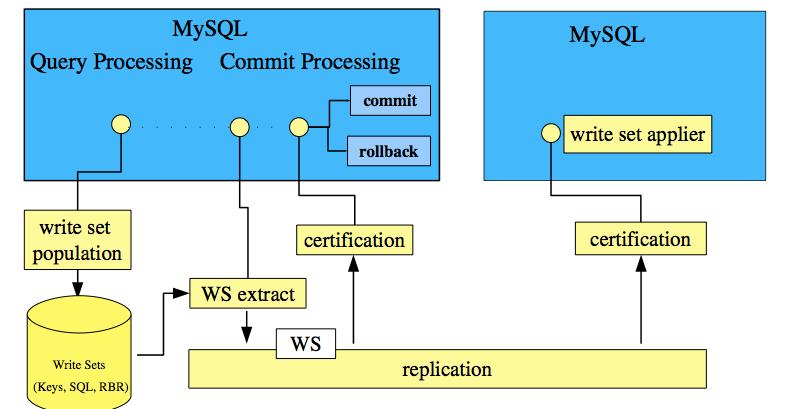 MySQL
Query Processing
Commit Processing
commit
rollback
MySQL
write set applier
write set
population
certification
certification
WS extract
WS
replication
Write Sets
(Keys, SQL, RBR)